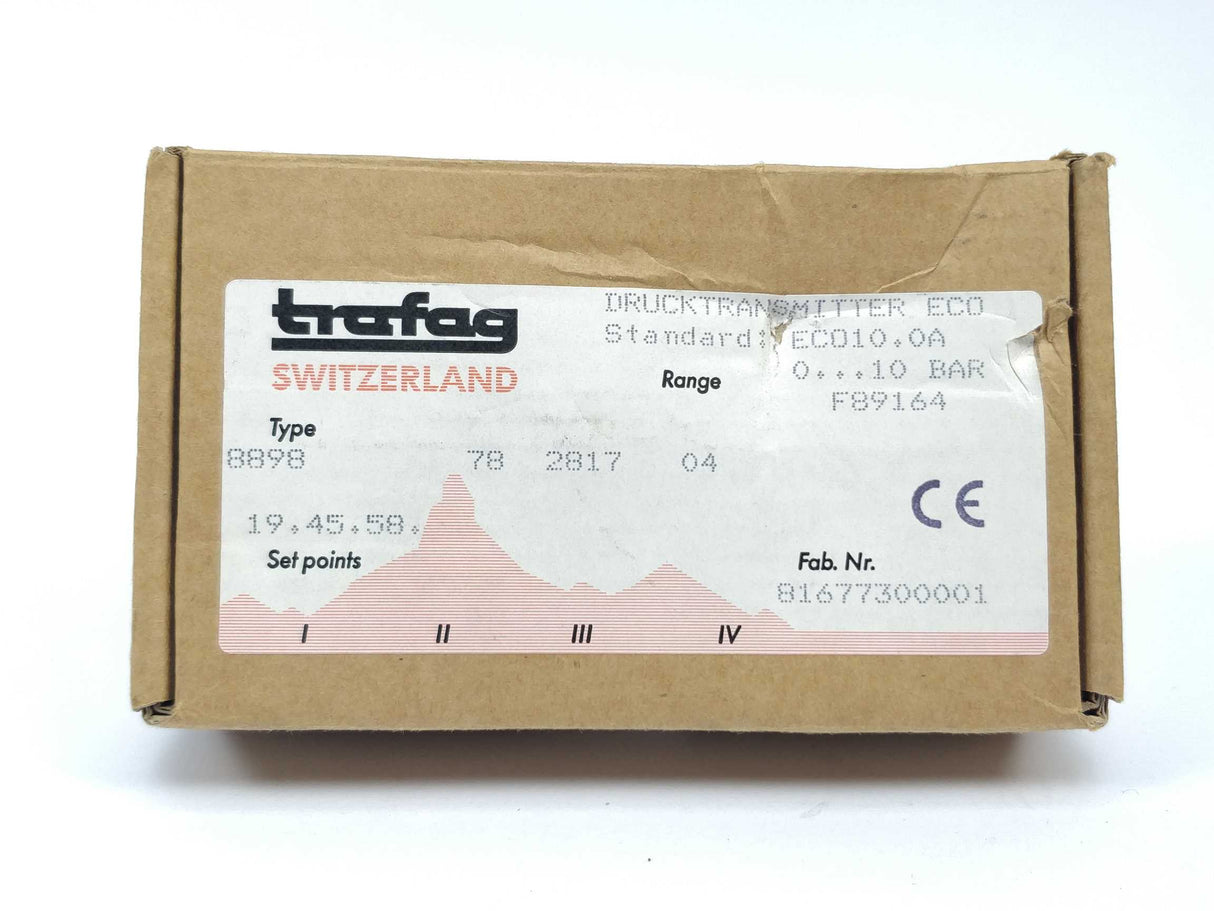 trafag
SWITZERLAND
DRUCKTRANSMITTER ECO
Standard: ECO10.0A
Range 0...10 BAR
F89164
Type
8898 78 2817 04
19.45.58.
CE
Set points
Fab. Nr.
81677300001
I II III IV